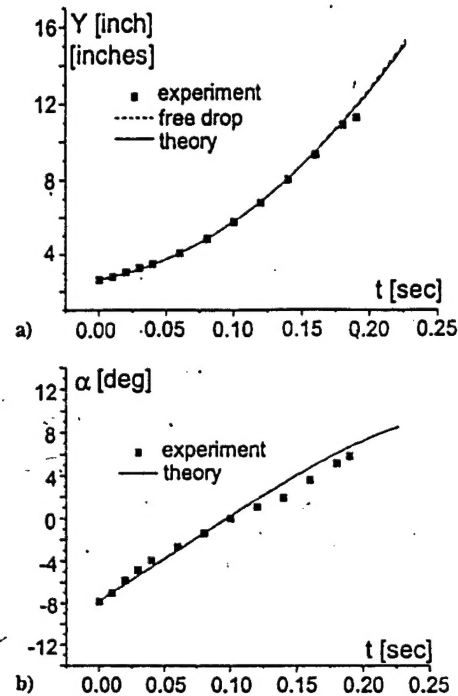 Y [inch]
[inches]
16
12
8
4
experiment
free drop
theory
t [sec]
a)
0.00 0.05 0.10 0.15 0.20 0.25
α [deg]
12
8
4
0
-4
-8
-12
experiment
theory
t [sec]
b)
0.00 0.05 0.10 0.15 0.20 0.25